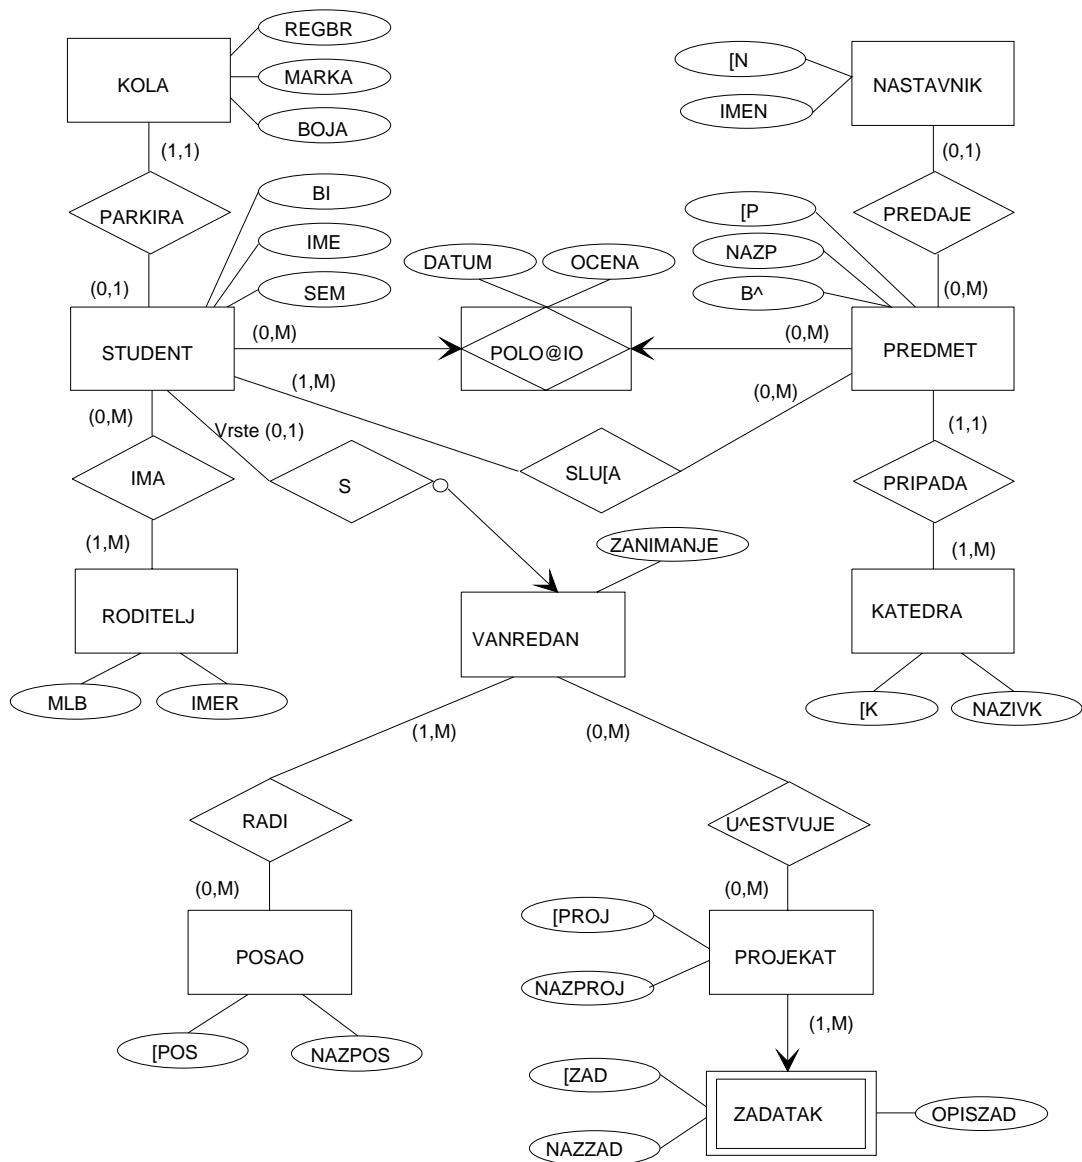 REGBR
KOLA
MARKA
BOJA
[N
NASTAVNIK
IMEN
(1,1)
(0,1)
PARKIRA
BI
IME
SEM
[P
NAZP
B^
PREDAJE
DATUM
OCENA
(0,1)
(0,M)
STUDENT
(0,M)
POLO@IO
(0,M)
PREDMET
(1,M)
(0,M)
(0,M)
Vrste (0,1)
(1,1)
IMA
S
SLU[A
PRIPADA
(1,M)
ZANIMANJE
(1,M)
RODITELJ
VANREDAN
KATEDRA
MLB
IMER
[K
NAZIVK
(1,M)
(0,M)
RADI
U^ESTVUJE
(0,M)
(0,M)
[PROJ
POSAO
PROJEKAT
NAZPROJ
(1,M)
[POS
NAZPOS
[ZAD
ZADATAK
OPISZAD
NAZZAD